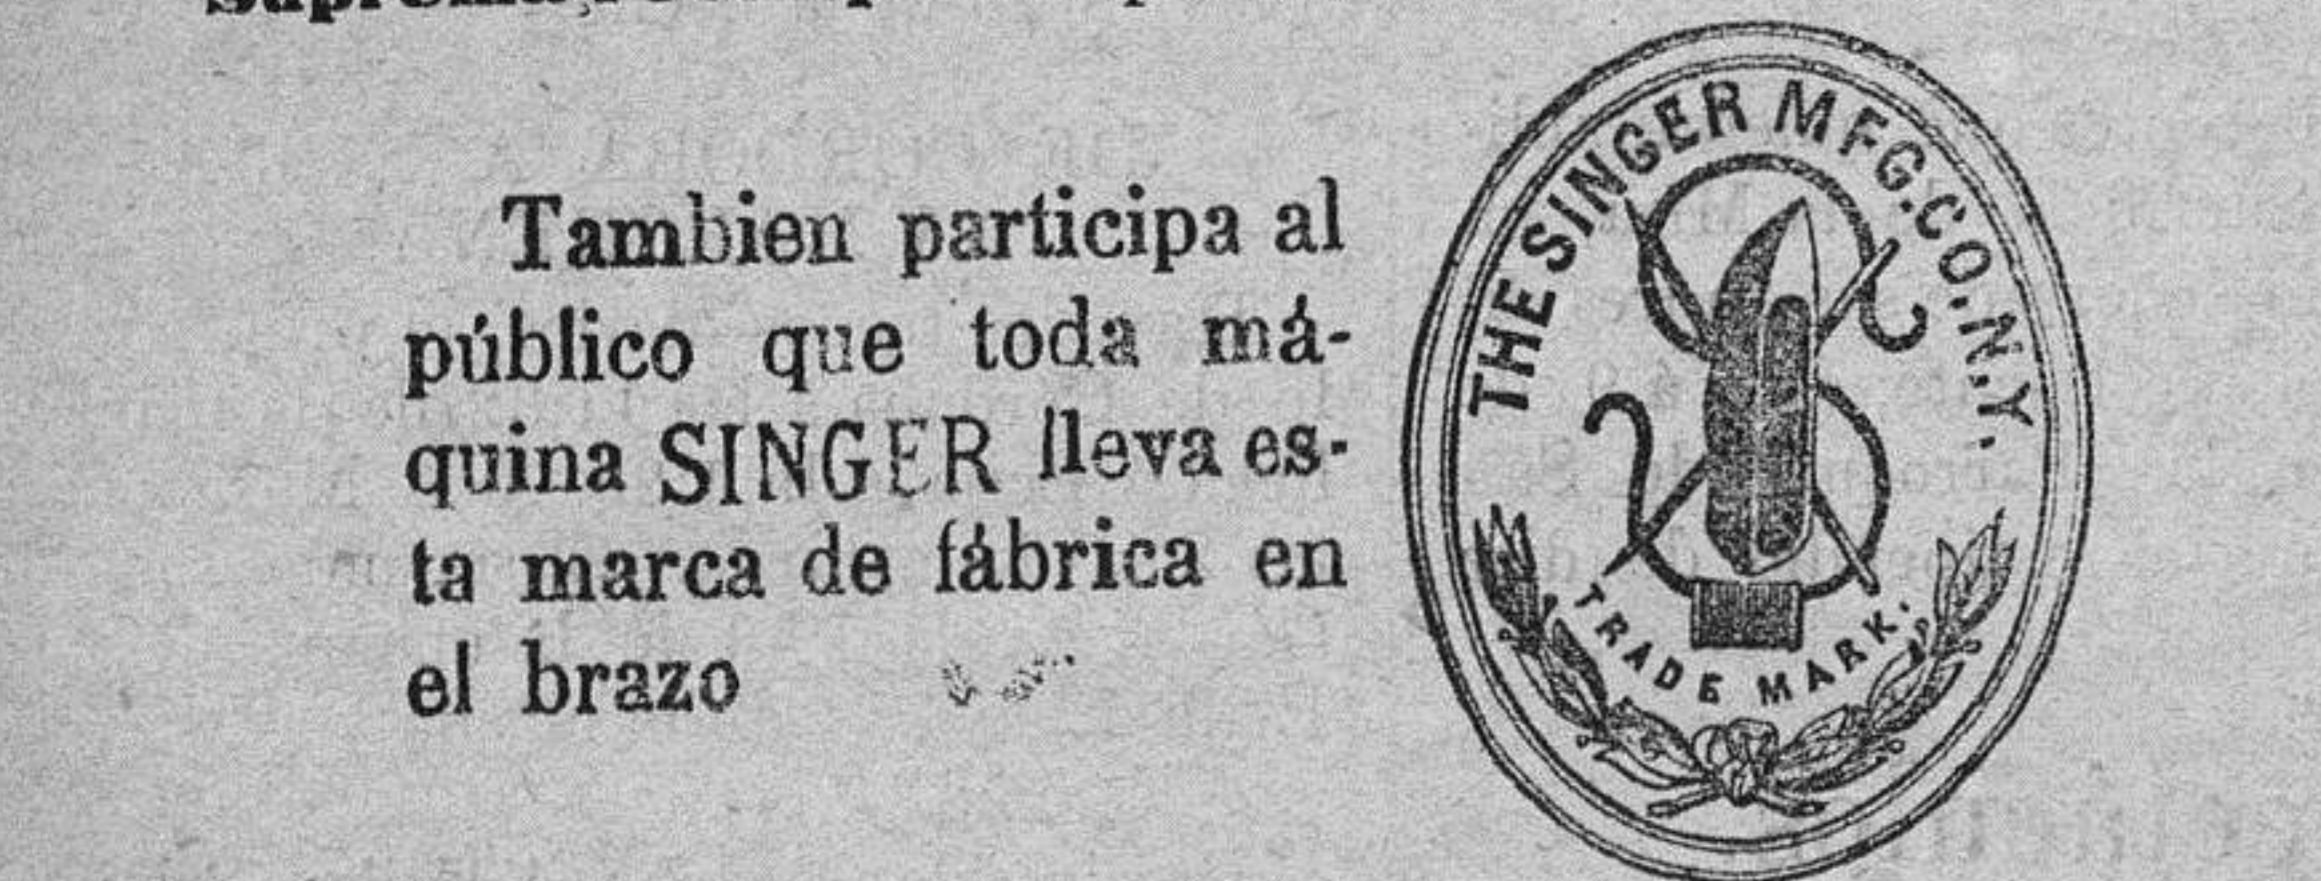 Tambien participa al
público que toda má-
quina SINGER lleva es-
ta marca de fábrica en
el brazo
THE SINGER MFG. CO. N.Y.
TRADE MARK.